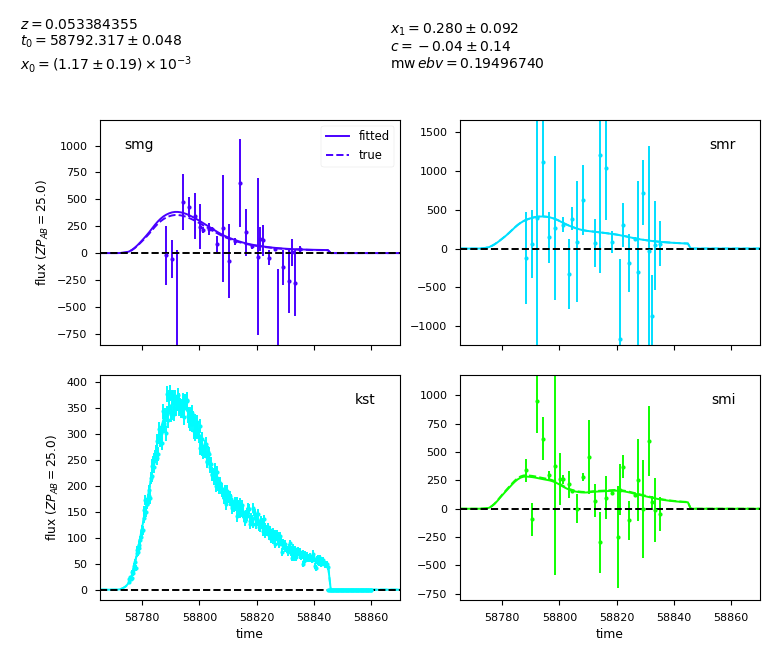 z = 0.053384355
t0 = 58792.317 ± 0.048
x0 = (1.17 ± 0.19) × 10^−3
x1 = 0.280 ± 0.092
c = −0.04 ± 0.14
mw ebv = 0.19496740
smg
fitted
true
1000
750
500
250
0
−250
−500
−750
flux (ZP_AB = 25.0)
smr
1500
1000
500
0
−500
−1000
kst
400
350
300
250
200
150
100
50
0
flux (ZP_AB = 25.0)
58780 58800 58820 58840 58860
time
smi
1000
750
500
250
0
−250
−500
−750
58780 58800 58820 58840 58860
time